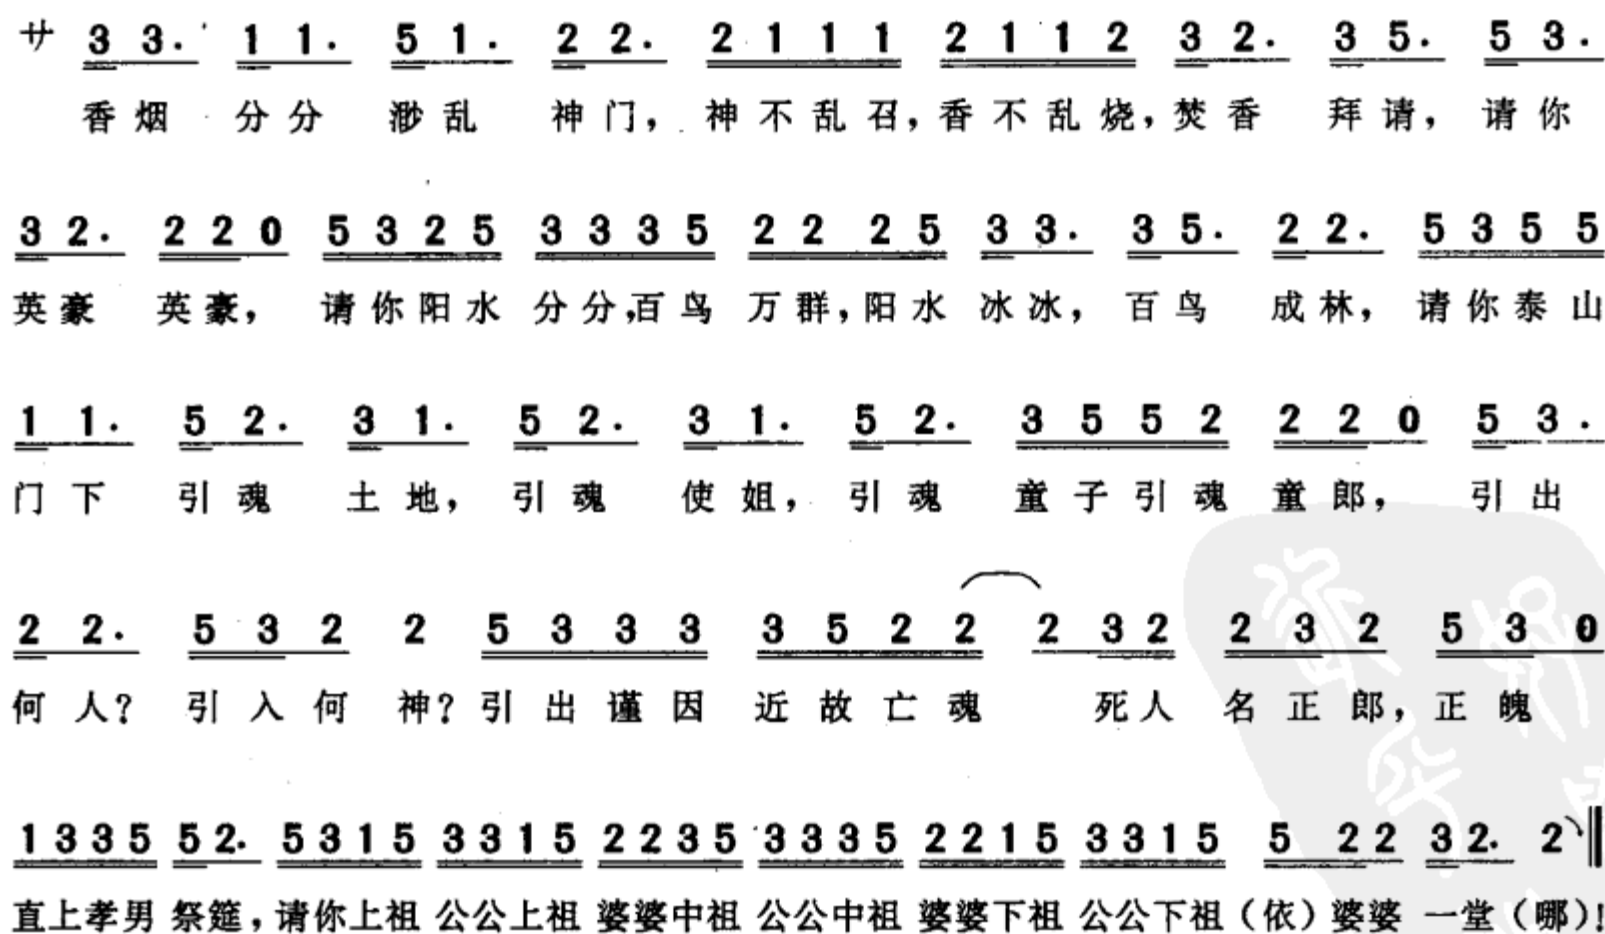 サ 3 3. 1 1. 5 1. 2 2. 2 1 1 1 2 1 1 2 3 2. 3 5. 5 3.
香烟 分分 渺乱 神门，神不乱召，香不乱烧，焚香 拜请，请你
3 2. 2 2 0 5 3 2 5 3 3 3 5 2 2 2 5 3 3. 3 5. 2 2. 5 3 5 5
英豪 英豪，请你阳水 分分，百鸟 万群，阳水 冰冰，百鸟 成林，请你泰山
1 1. 5 2. 3 1. 5 2. 3 1. 5 2. 3 5 5 2 2 2 0 5 3.
门下 引魂 土地，引魂 使姐，引魂 童子引魂 童郎，引出
2 2. 5 3 2 2 5 3 3 3 3 5 2 2 2 3 2 2 3 2 5 3 0
何人？引入何 神？引出谨因 近故亡魂 死人 名正郎，正魄
1 3 3 5 5 2. 5 3 1 5 3 3 1 5 2 2 3 5 3 3 3 5 2 2 1 5 3 3 1 5 5 2 2 3 2. 2
直上孝男 祭筵，请你上祖 公公上祖 婆婆中祖 公公中祖 婆婆下祖 公公下祖（依）婆婆 一堂（哪）！